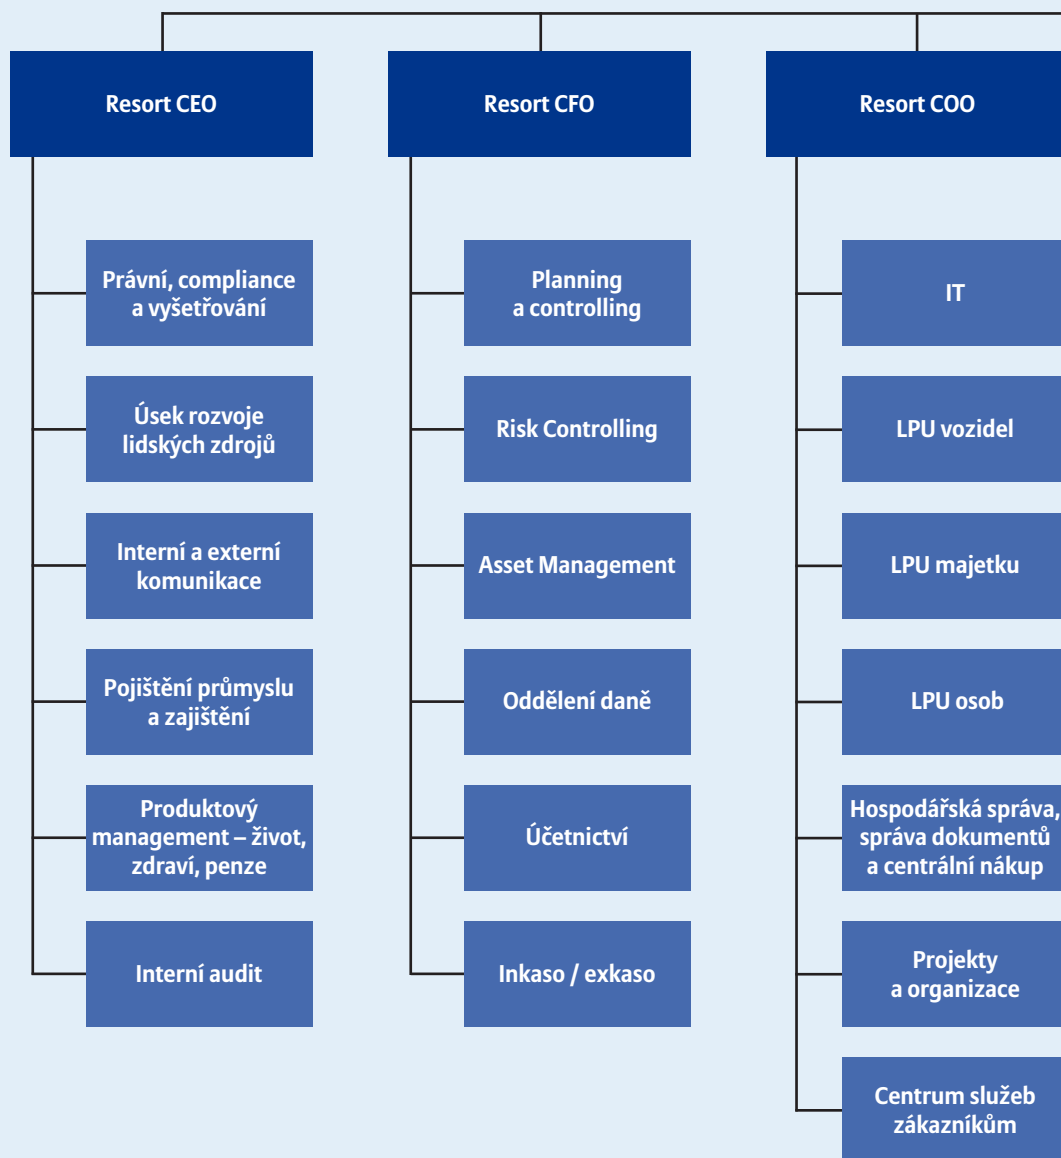 Resort CEO
Právní, compliance
a vyšetřování
Úsek rozvoje
lidských zdrojů
Interní a externí
komunikace
Pojištění průmyslu
a zajištění
Produktový
management – život,
zdraví, penze
Interní audit
Resort CFO
Planning
a controlling
Risk Controlling
Asset Management
Oddělení daně
Účetnictví
Inkaso / exkaso
Resort COO
IT
LPU vozidel
LPU majetku
LPU osob
Hospodářská správa,
správa dokumentů
a centrální nákup
Projekty
a organizace
Centrum služeb
zákazníkům